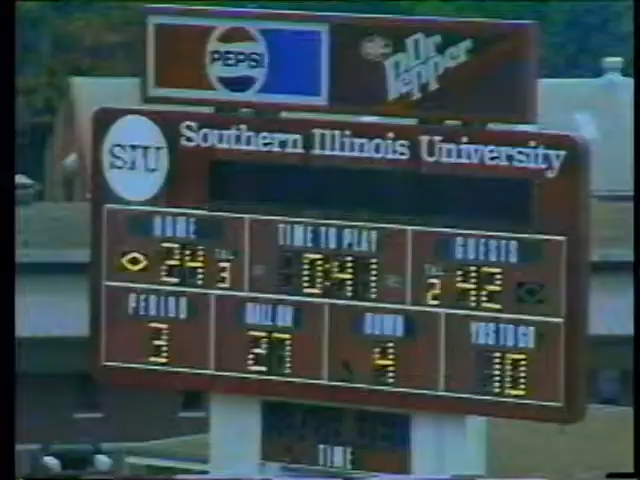 PEPSI Dr Pepper
SIU Southern Illinois University
HOME TIME TO PLAY GUESTS
24 3 0:41 2 42
PERIOD BALL ON DOWN YDS TO GO
3 27 4 10
TIME